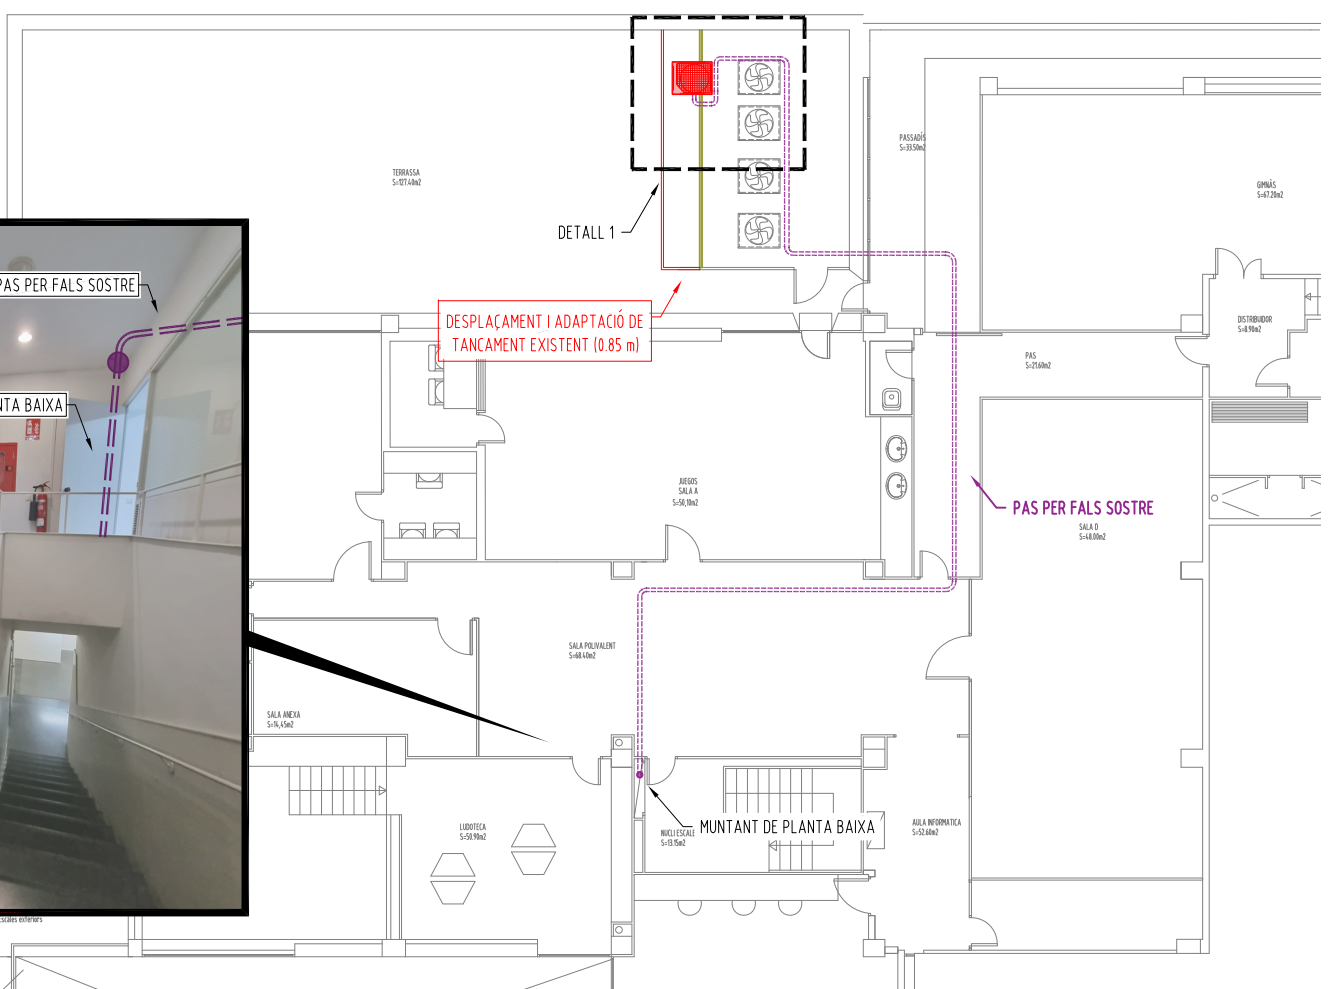 TERRASSA
S=127.40m2
PASSADÍS
S=33.50m2
GIMNÀS
S=67.20m2
DETALL 1
PAS PER FALS SOSTRE
DESPLAÇAMENT I ADAPTACIÓ DE
TANCAMENT EXISTENT (0.85 m)
DISTRIBUIDOR
S=8.90m2
PAS
S=21.60m2
NTA BAIXA
JUEGOS
SALA A
S=50,10m2
PAS PER FALS SOSTRE
SALA D
S=48.00m2
SALA POLIVALENT
S=68.40m2
SALA ANEXA
S=14,45m2
LUDOTECA
S=50.90m2
NUCLI ESCALE
S=13.15m2
MUNTANT DE PLANTA BAIXA
AULA INFORMATICA
S=52.60m2
Escales exteriors